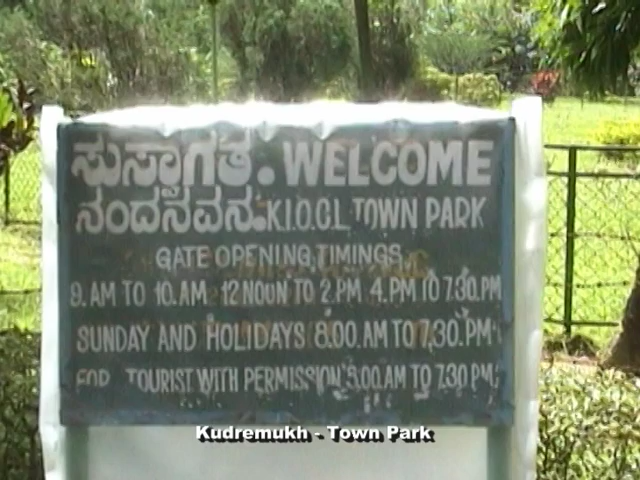 ಸುಸ್ವಾಗತ. WELCOME
ನಂದನವನ. K.I.O.C.L. TOWN PARK
GATE OPENING TIMINGS
9. AM TO 10. AM 12 NOON TO 2. PM 4. PM TO 7.30. PM
SUNDAY AND HOLIDAYS 8.00. AM TO 7.30. PM
FOR TOURIST WITH PERMISSION 8.00. AM TO 7.30 PM
Kudremukh - Town Park